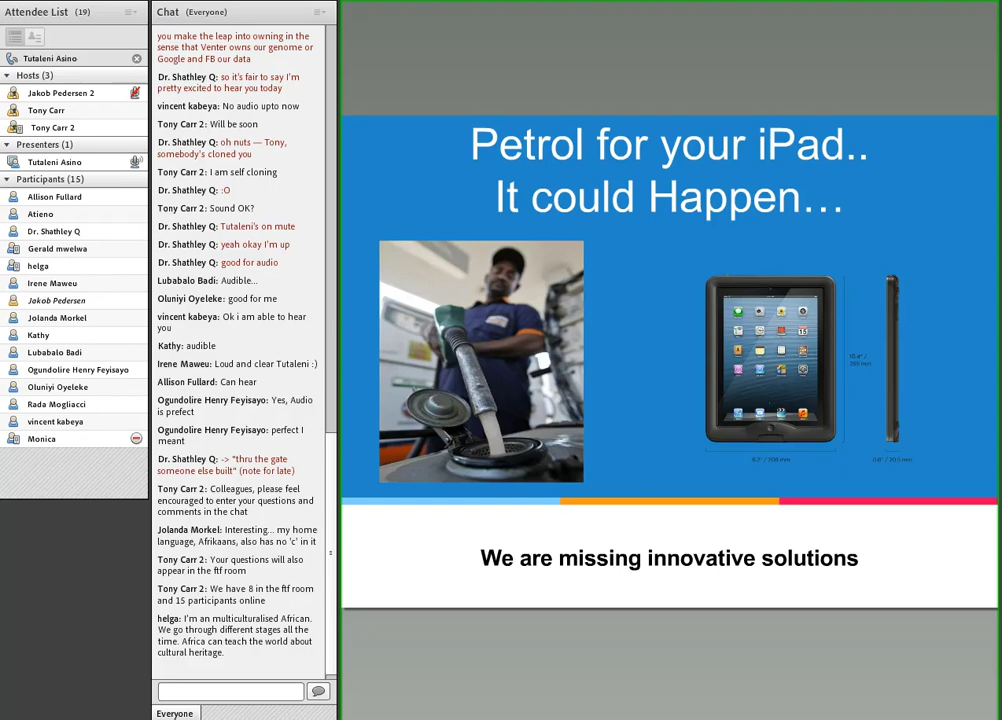 Attendee List (19)
Tutaleni Asino
Hosts (3)
Jakob Pedersen 2
Tony Carr
Tony Carr 2
Presenters (1)
Tutaleni Asino
Participants (15)
Allison Fullard
Atieno
Dr. Shathley Q
Gerald mwelwa
helga
Irene Maweu
Jakob Pedersen
Jolanda Morkel
Kathy
Lubabalo Badi
Ogundolire Henry Feyisayo
Oluniyi Oyeleke
Rada Mogliacci
vincent kabeya
Monica
Chat (Everyone)
you make the leap into owning in the
sense that Venter owns our genome or
Google and FB our data
Dr. Shathley Q: so it's fair to say I'm
pretty excited to hear you today
vincent kabeya: No audio upto now
Tony Carr 2: Will be soon
Dr. Shathley Q: oh nuts — Tony,
somebody's cloned you
Tony Carr 2: I am self cloning
Dr. Shathley Q: :O
Tony Carr 2: Sound OK?
Dr. Shathley Q: Tutaleni's on mute
Dr. Shathley Q: yeah okay I'm up
Dr. Shathley Q: good for audio
Lubabalo Badi: Audible...
Oluniyi Oyeleke: good for me
vincent kabeya: Ok i am able to hear
you
Kathy: audible
Irene Maweu: Loud and clear Tutaleni :)
Allison Fullard: Can hear
Ogundolire Henry Feyisayo: Yes, Audio
is prefect
Ogundolire Henry Feyisayo: perfect I
meant
Dr. Shathley Q: -> "thru the gate
someone else built" (note for late)
Tony Carr 2: Colleagues, please feel
encouraged to enter your questions and
comments in the chat
Jolanda Morkel: Interesting... my home
language, Afrikaans, also has no 'c' in it
Tony Carr 2: Your questions will also
appear in the ftf room
Tony Carr 2: We have 8 in the ftf room
and 15 participants online
helga: I'm an multiculturalised African.
We go through different stages all the
time. Africa can teach the world about
cultural heritage.
Everyone
Petrol for your iPad..
It could Happen...
We are missing innovative solutions